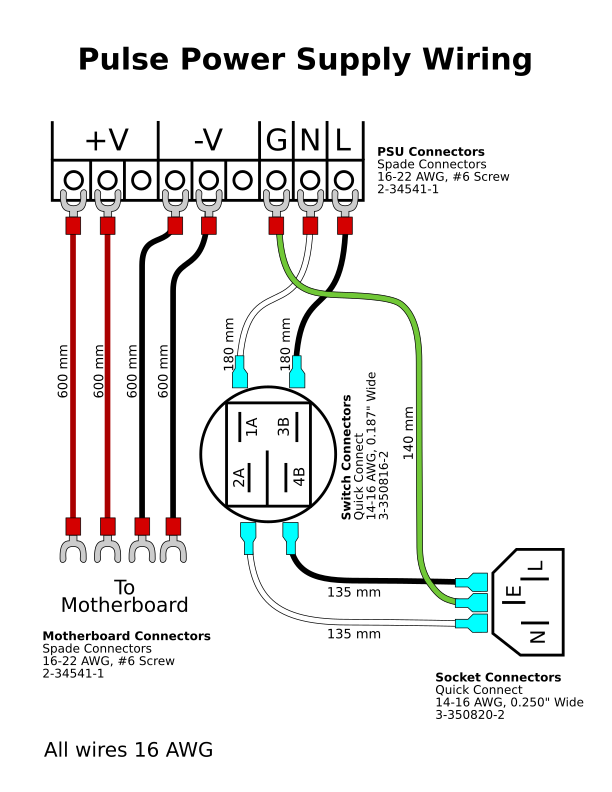 Pulse Power Supply Wiring
+V
-V
G
N
L
PSU Connectors
Spade Connectors
16-22 AWG, #6 Screw
2-34541-1
600 mm
600 mm
600 mm
600 mm
180 mm
180 mm
1A
3B
2A
4B
Switch Connectors
Quick Connect
14-16 AWG, 0.187" Wide
3-350816-2
140 mm
135 mm
135 mm
L
E
N
To
Motherboard
Motherboard Connectors
Spade Connectors
16-22 AWG, #6 Screw
2-34541-1
Socket Connectors
Quick Connect
14-16 AWG, 0.250" Wide
3-350820-2
All wires 16 AWG